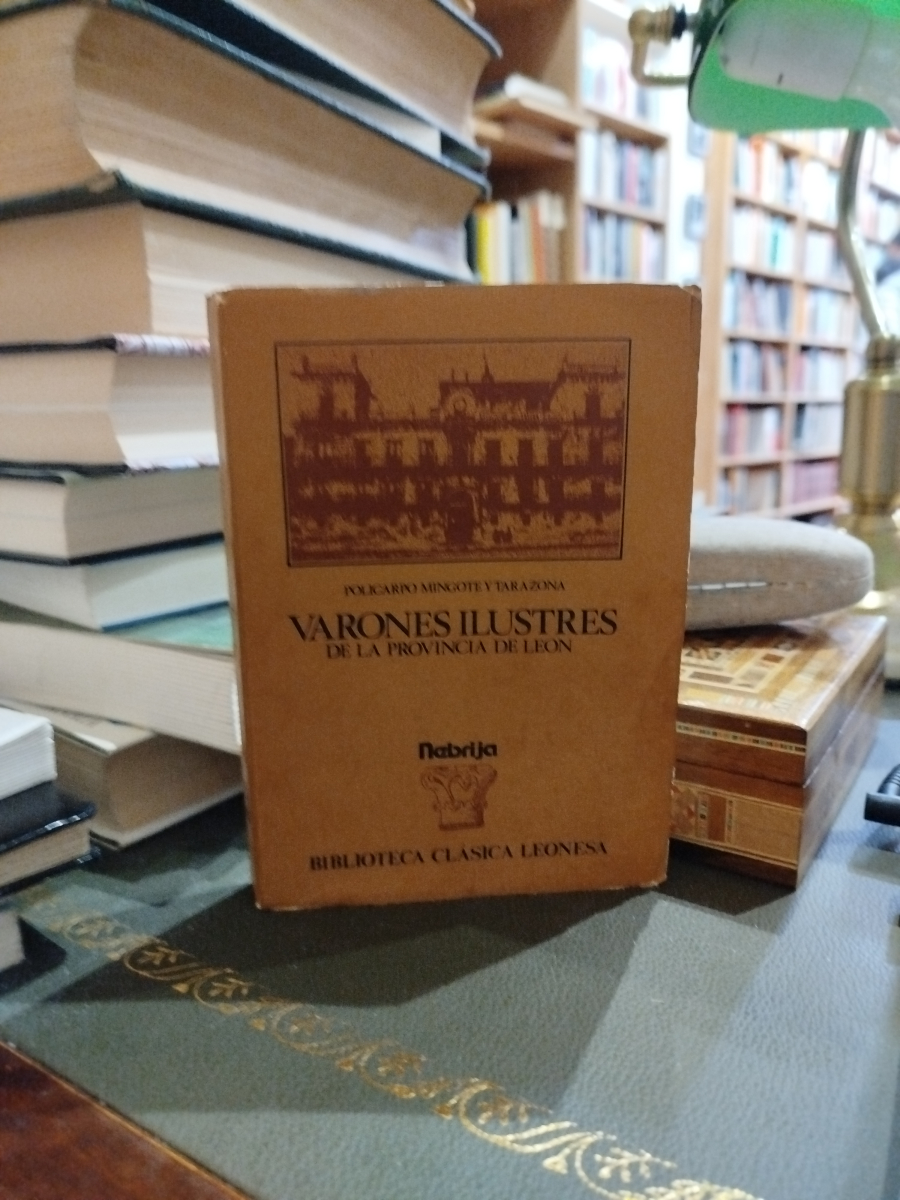 POLICARPO MINGOTE Y TARAZONA
VARONES ILUSTRES
DE LA PROVINCIA DE LEON
Nebrija
BIBLIOTECA CLÁSICA LEONESA